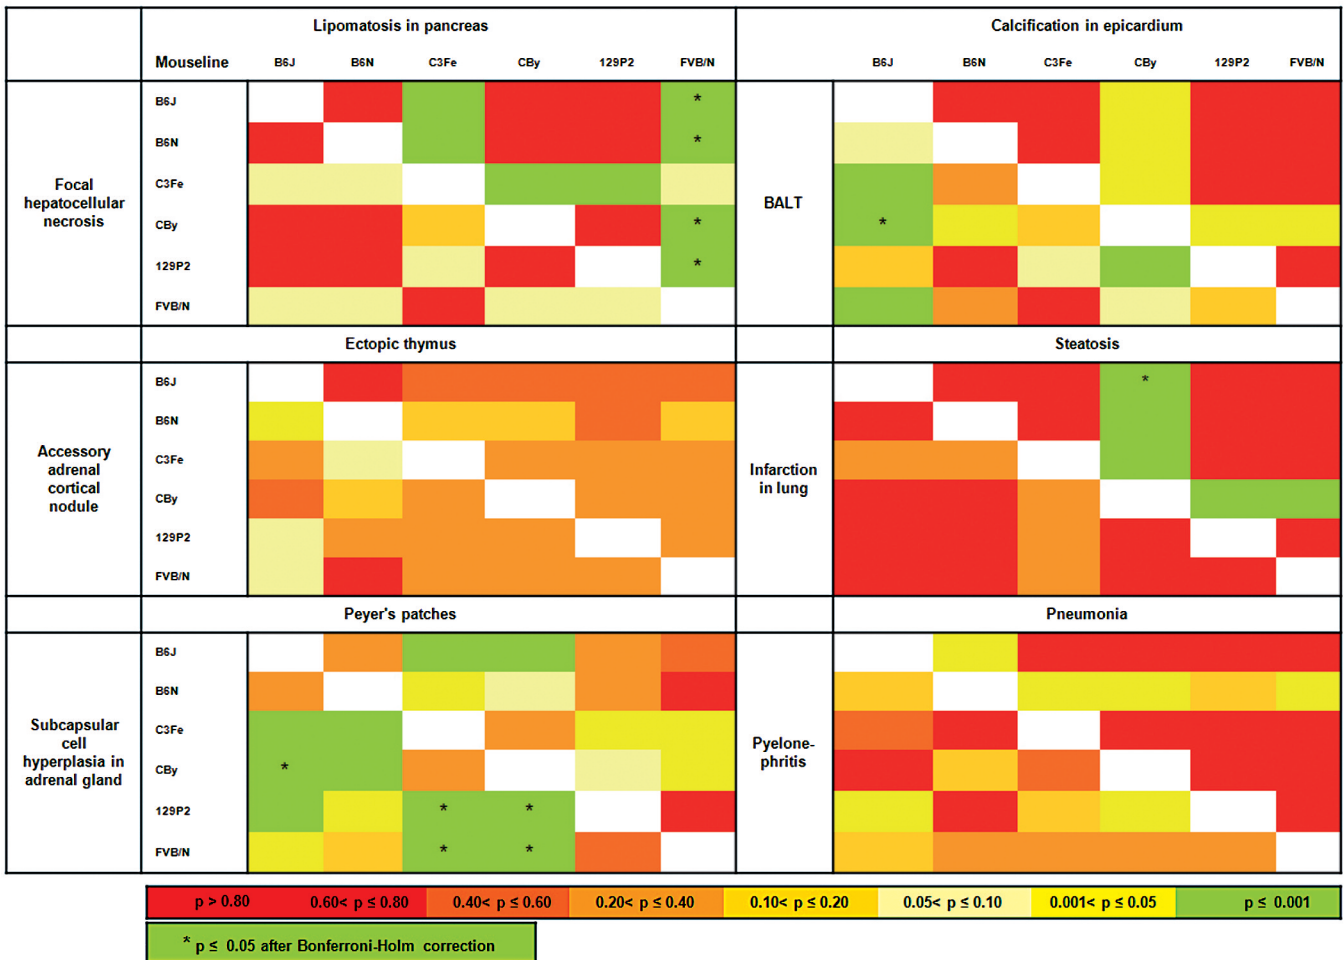 Lipomatosis in pancreas
Calcification in epicardium
Mouseline B6J B6N C3Fe CBy 129P2 FVB/N
B6J B6N C3Fe CBy 129P2 FVB/N
Focal
hepatocellular
necrosis
B6J *
B6N *
C3Fe
CBy *
129P2 *
FVB/N
BALT
*
Ectopic thymus
Steatosis
Accessory
adrenal
cortical
nodule
B6J
B6N
C3Fe
CBy
129P2
FVB/N
Infarction
in lung
*
Peyer's patches
Pneumonia
Subcapsular
cell
hyperplasia in
adrenal gland
B6J
B6N
C3Fe
CBy *
129P2 * *
FVB/N * *
Pyelone-
phritis
p > 0.80 0.60< p ≤ 0.80 0.40< p ≤ 0.60 0.20< p ≤ 0.40 0.10< p ≤ 0.20 0.05< p ≤ 0.10 0.001< p ≤ 0.05 p ≤ 0.001
* p ≤ 0.05 after Bonferroni-Holm correction